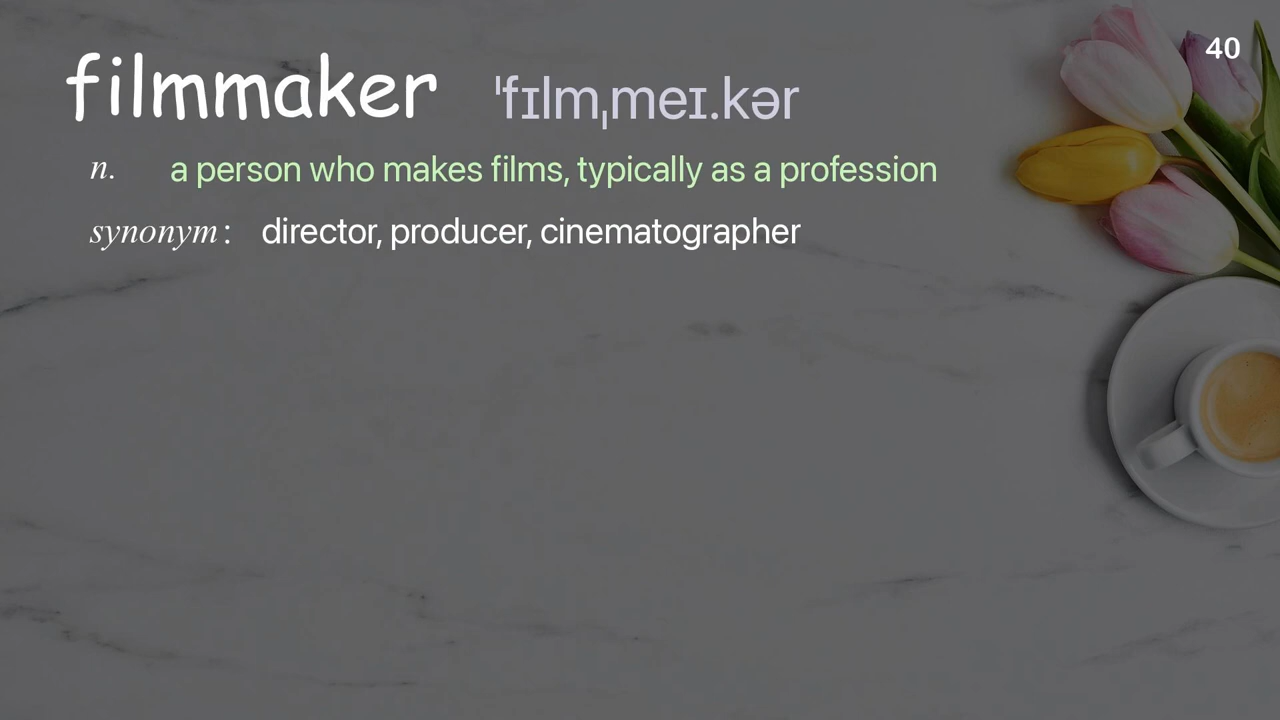 40
filmmaker ˈfɪlmˌmeɪ.kər
n. a person who makes films, typically as a profession
synonym: director, producer, cinematographer